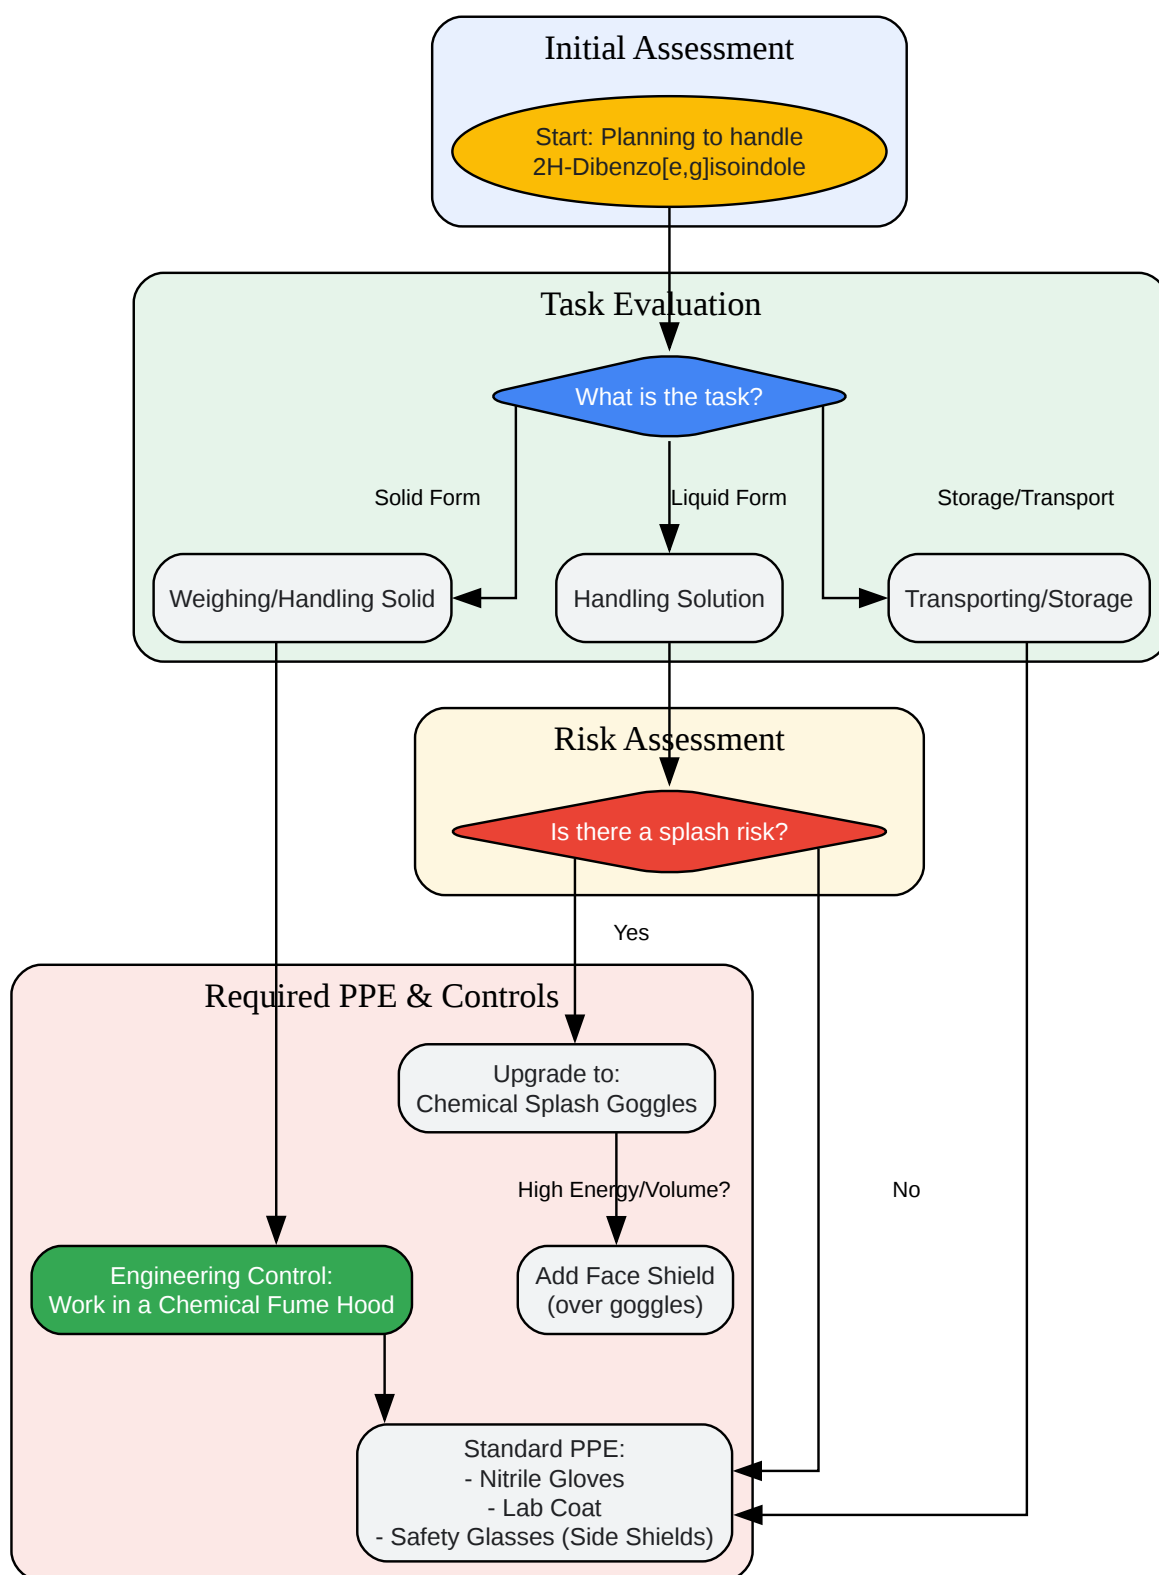 Initial Assessment
Start: Planning to handle
2H-Dibenzo[e,g]isoindole
Task Evaluation
What is the task?
Solid Form
Liquid Form
Storage/Transport
Weighing/Handling Solid
Handling Solution
Transporting/Storage
Risk Assessment
Is there a splash risk?
Yes
Required PPE & Controls
Upgrade to:
Chemical Splash Goggles
High Energy/Volume?
No
Engineering Control:
Work in a Chemical Fume Hood
Add Face Shield
(over goggles)
Standard PPE:
- Nitrile Gloves
- Lab Coat
- Safety Glasses (Side Shields)